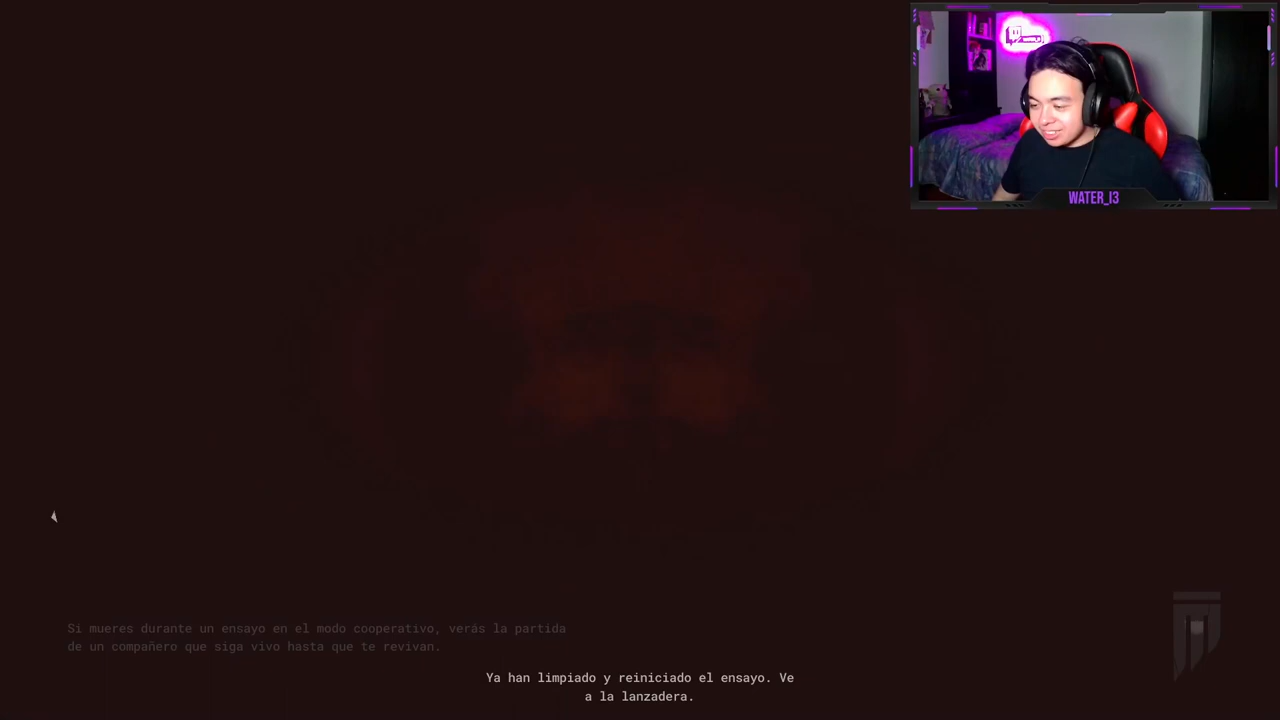 WATER_I3
Si mueres durante un ensayo en el modo cooperativo, verás la partida
de un compañero que siga vivo hasta que te revivan.
Ya han limpiado y reiniciado el ensayo. Ve
a la lanzadera.